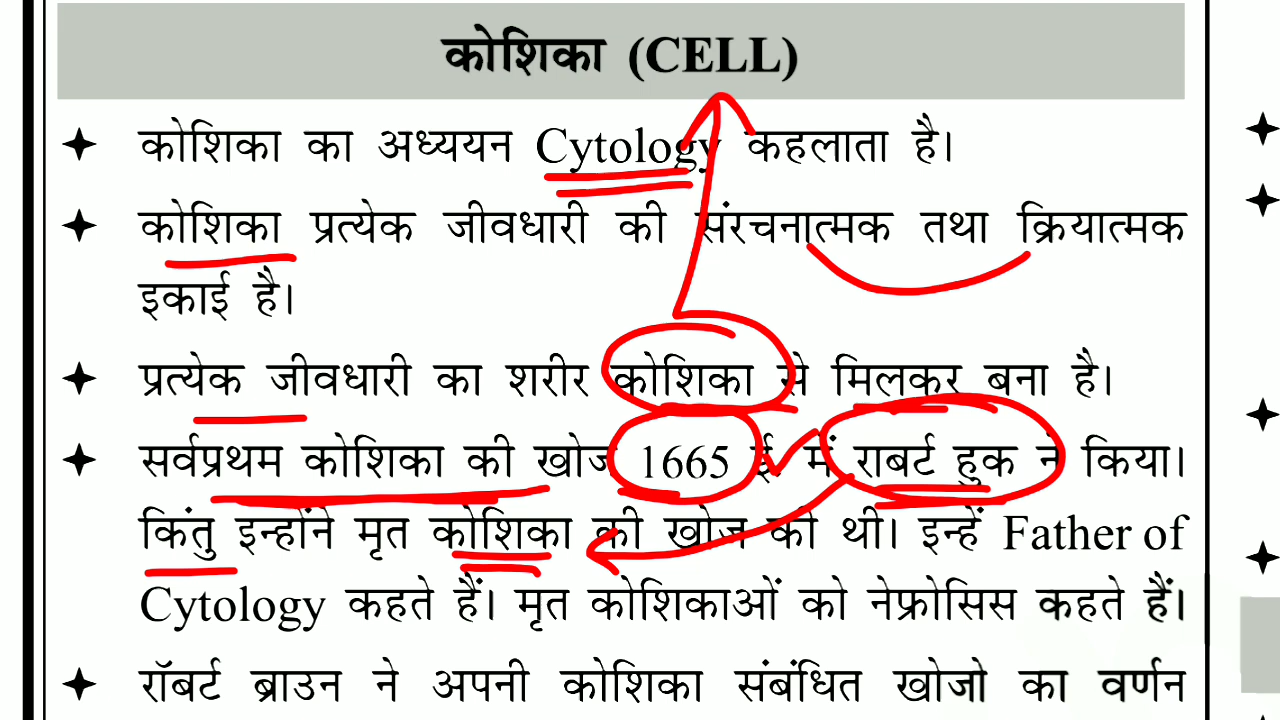 कोशिका (CELL)
✦ कोशिका का अध्ययन Cytology कहलाता है।
✦ कोशिका प्रत्येक जीवधारी की संरचनात्मक तथा क्रियात्मक
इकाई है।
✦ प्रत्येक जीवधारी का शरीर कोशिका से मिलकर बना है।
✦ सर्वप्रथम कोशिका की खोज 1665 ई में राबर्ट हुक ने किया।
किंतु इन्होंने मृत कोशिका की खोज की थी। इन्हें Father of
Cytology कहते हैं। मृत कोशिकाओं को नेफ्रोसिस कहते हैं।
✦ रॉबर्ट ब्राउन ने अपनी कोशिका संबंधित खोजो का वर्णन